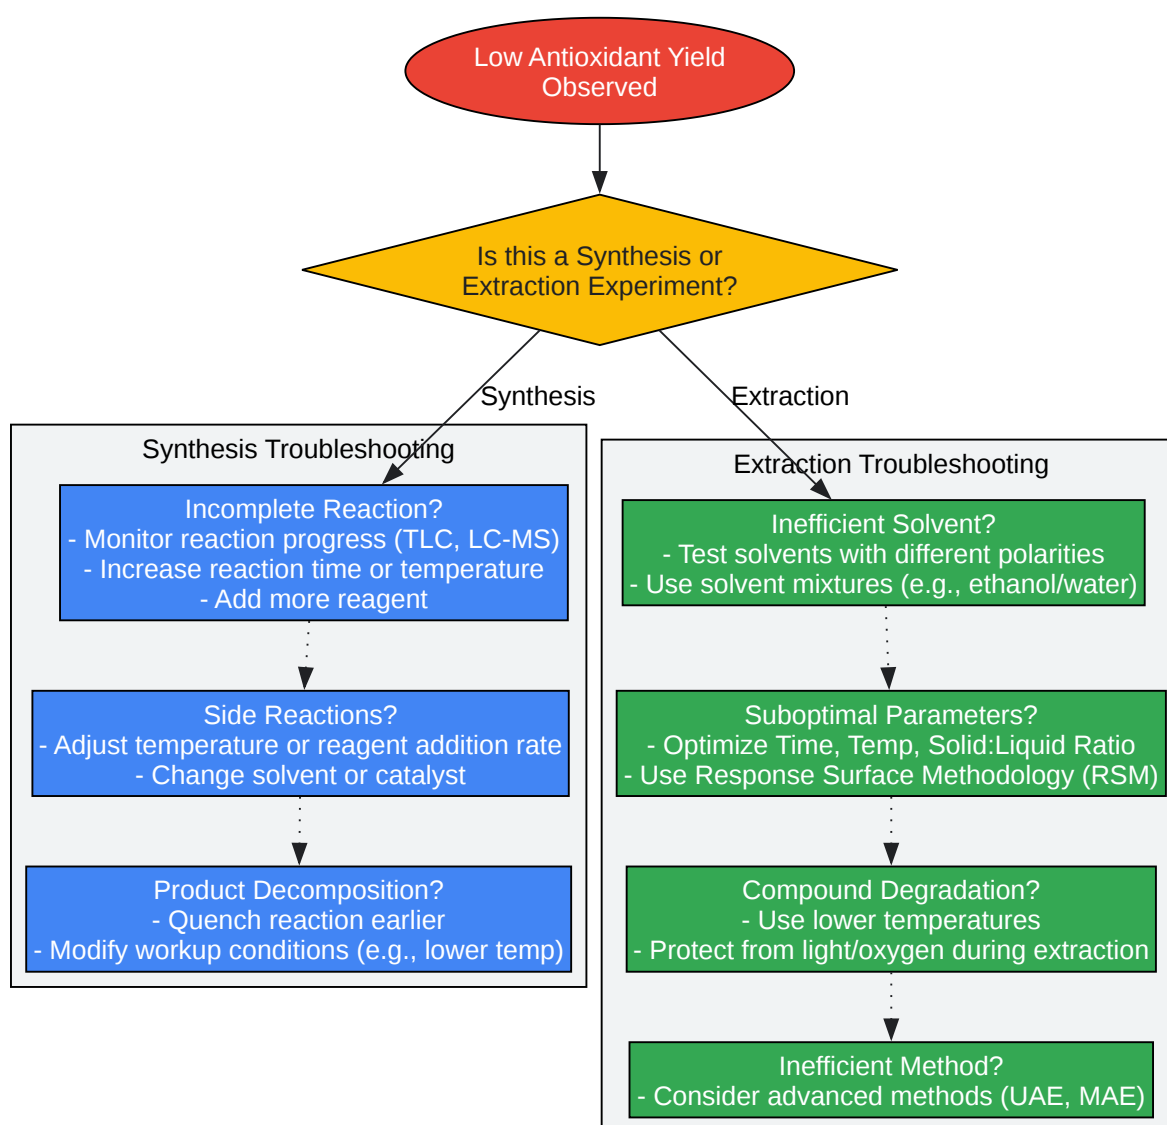 Low Antioxidant Yield
Observed
Is this a Synthesis or
Extraction Experiment?
Synthesis
Extraction
Synthesis Troubleshooting
Incomplete Reaction?
- Monitor reaction progress (TLC, LC-MS)
- Increase reaction time or temperature
- Add more reagent
Side Reactions?
- Adjust temperature or reagent addition rate
- Change solvent or catalyst
Product Decomposition?
- Quench reaction earlier
- Modify workup conditions (e.g., lower temp)
Extraction Troubleshooting
Inefficient Solvent?
- Test solvents with different polarities
- Use solvent mixtures (e.g., ethanol/water)
Suboptimal Parameters?
- Optimize Time, Temp, Solid:Liquid Ratio
- Use Response Surface Methodology (RSM)
Compound Degradation?
- Use lower temperatures
- Protect from light/oxygen during extraction
Inefficient Method?
- Consider advanced methods (UAE, MAE)